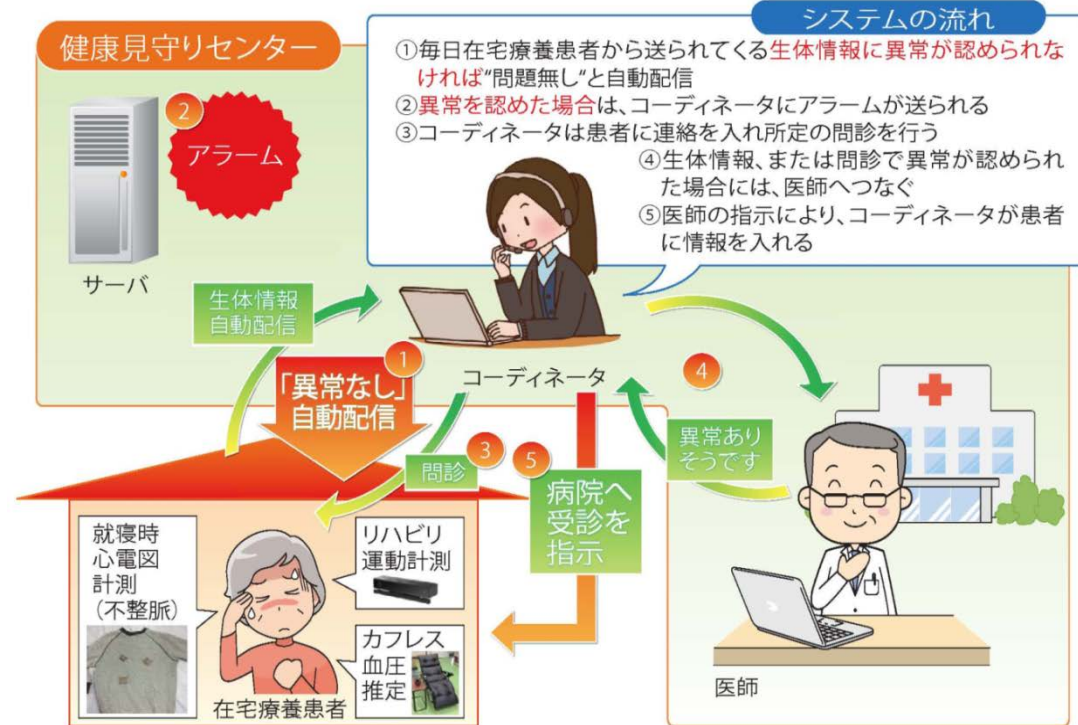 健康見守りセンター
システムの流れ
①毎日在宅療養患者から送られてくる生体情報に異常が認められな
ければ“問題無し“と自動配信
②異常を認めた場合は、コーディネータにアラームが送られる
③コーディネータは患者に連絡を入れ所定の問診を行う
④生体情報、または問診で異常が認められ
た場合には、医師へつなぐ
⑤医師の指示により、コーディネータが患者
に情報を入れる
②
アラーム
サーバ
生体情報
自動配信
①
「異常なし」
自動配信
コーディネータ
④
異常あり
そうです
③
問診
⑤
病院へ
受診を
指示
就寝時
心電図
計測
(不整脈)
リハビリ
運動計測
カフレス
血圧
推定
在宅療養患者
医師